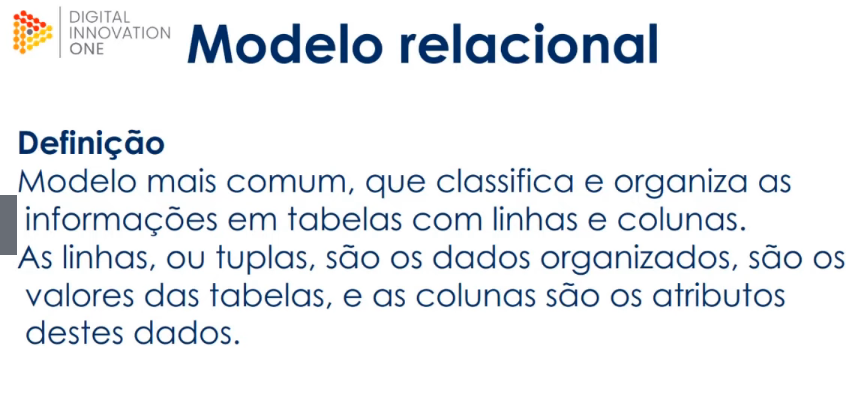 DIGITAL
INNOVATION
ONE
Modelo relacional
Definição
Modelo mais comum, que classifica e organiza as
informações em tabelas com linhas e colunas.
As linhas, ou tuplas, são os dados organizados, são os
valores das tabelas, e as colunas são os atributos
destes dados.